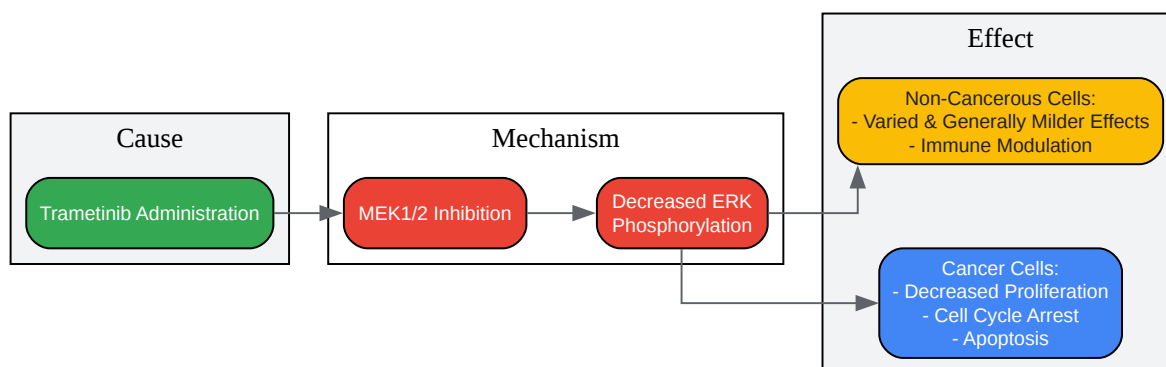 Cause
Trametinib Administration
Mechanism
MEK1/2 Inhibition
Decreased ERK
Phosphorylation
Effect
Non-Cancerous Cells:
- Varied & Generally Milder Effects
- Immune Modulation
Cancer Cells:
- Decreased Proliferation
- Cell Cycle Arrest
- Apoptosis